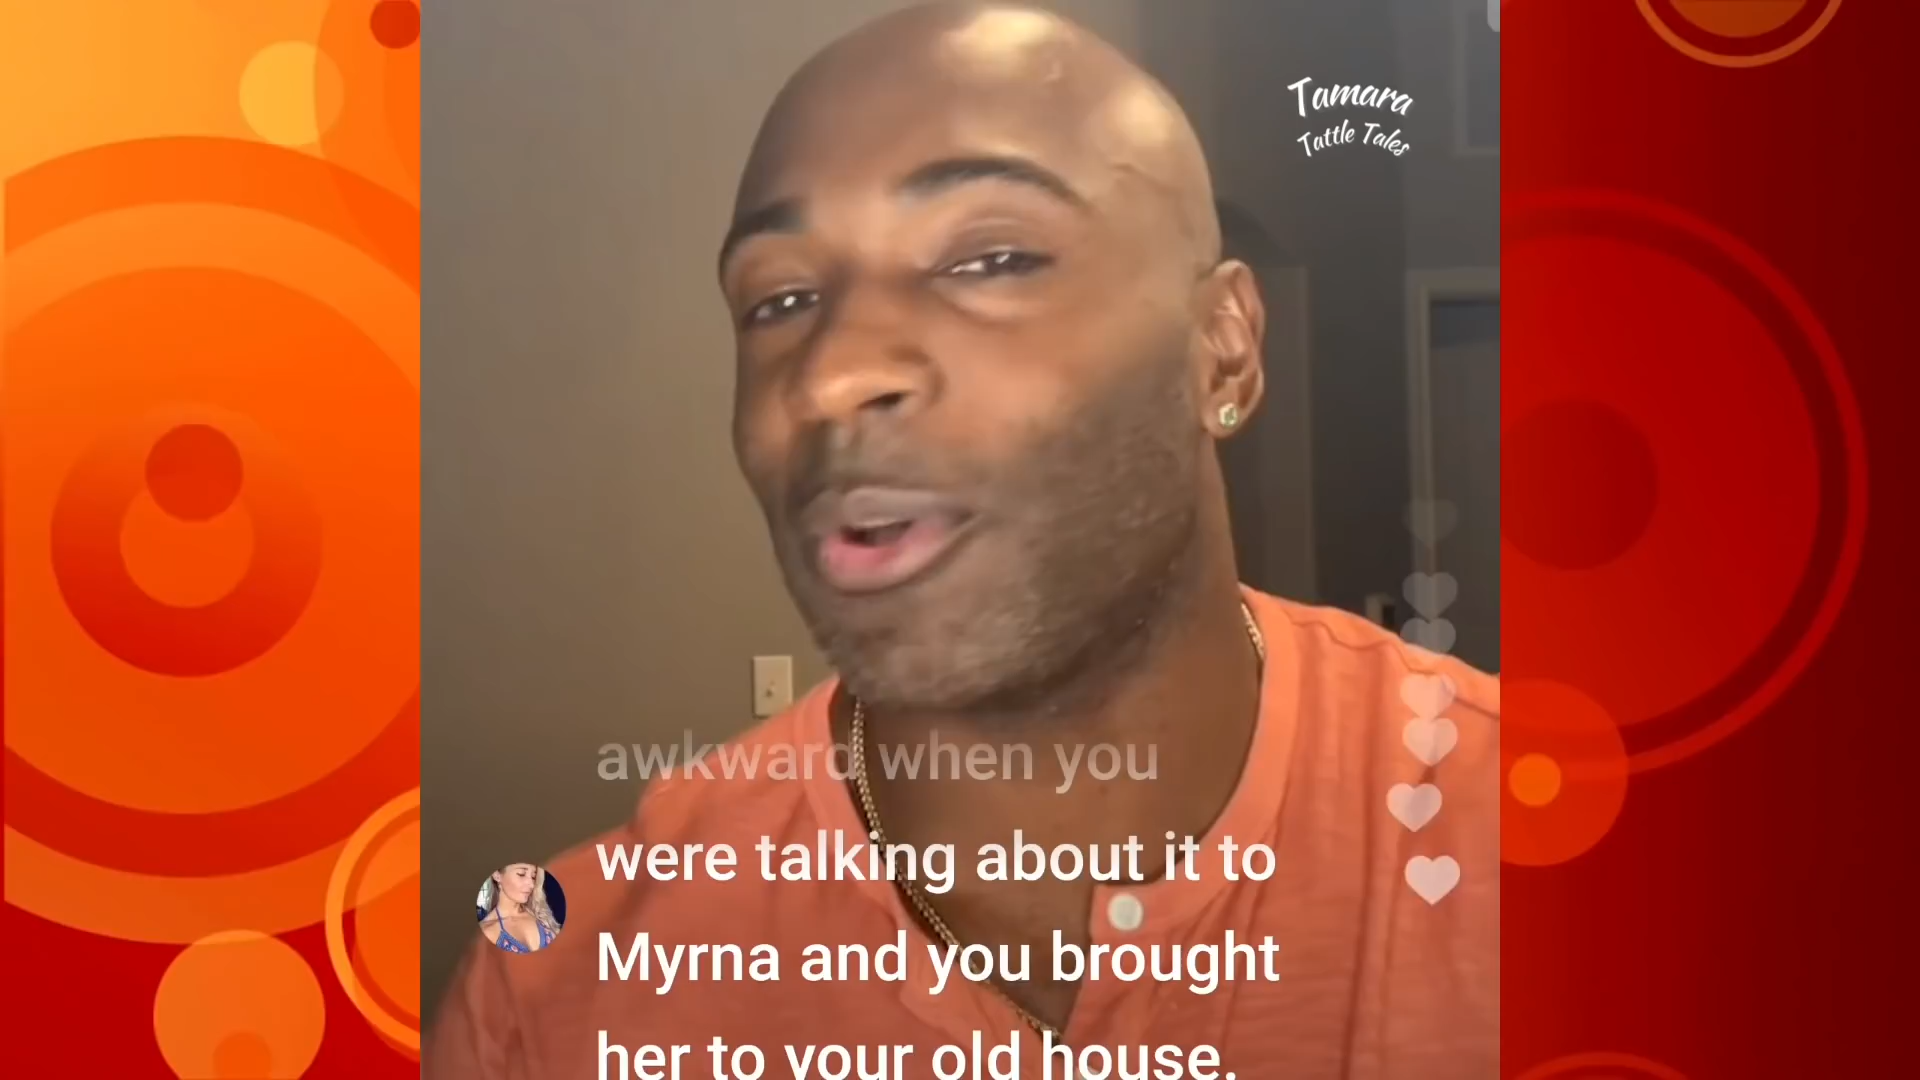 Tamara
Tattle Tales
awkward when you
were talking about it to
Myrna and you brought
her to your old house.